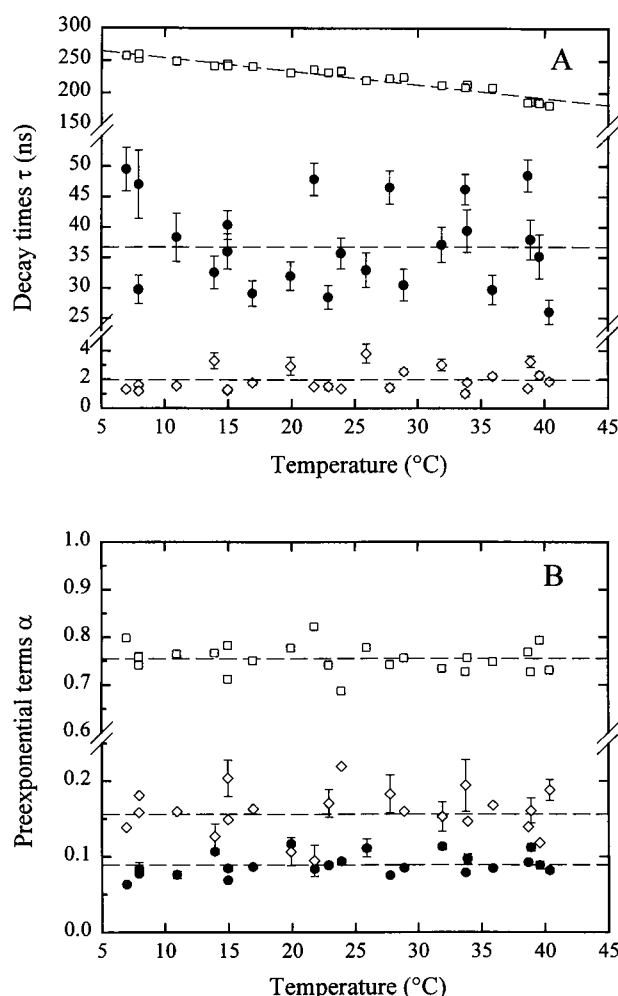 A
Decay times τ (ns)
300
250
200
150
50
45
40
35
30
25
4
2
0
5 10 15 20 25 30 35 40 45
Temperature (°C)
B
Preexponential terms α
1.0
0.9
0.8
0.7
0.6
0.2
0.1
0.0
5 10 15 20 25 30 35 40 45
Temperature (°C)